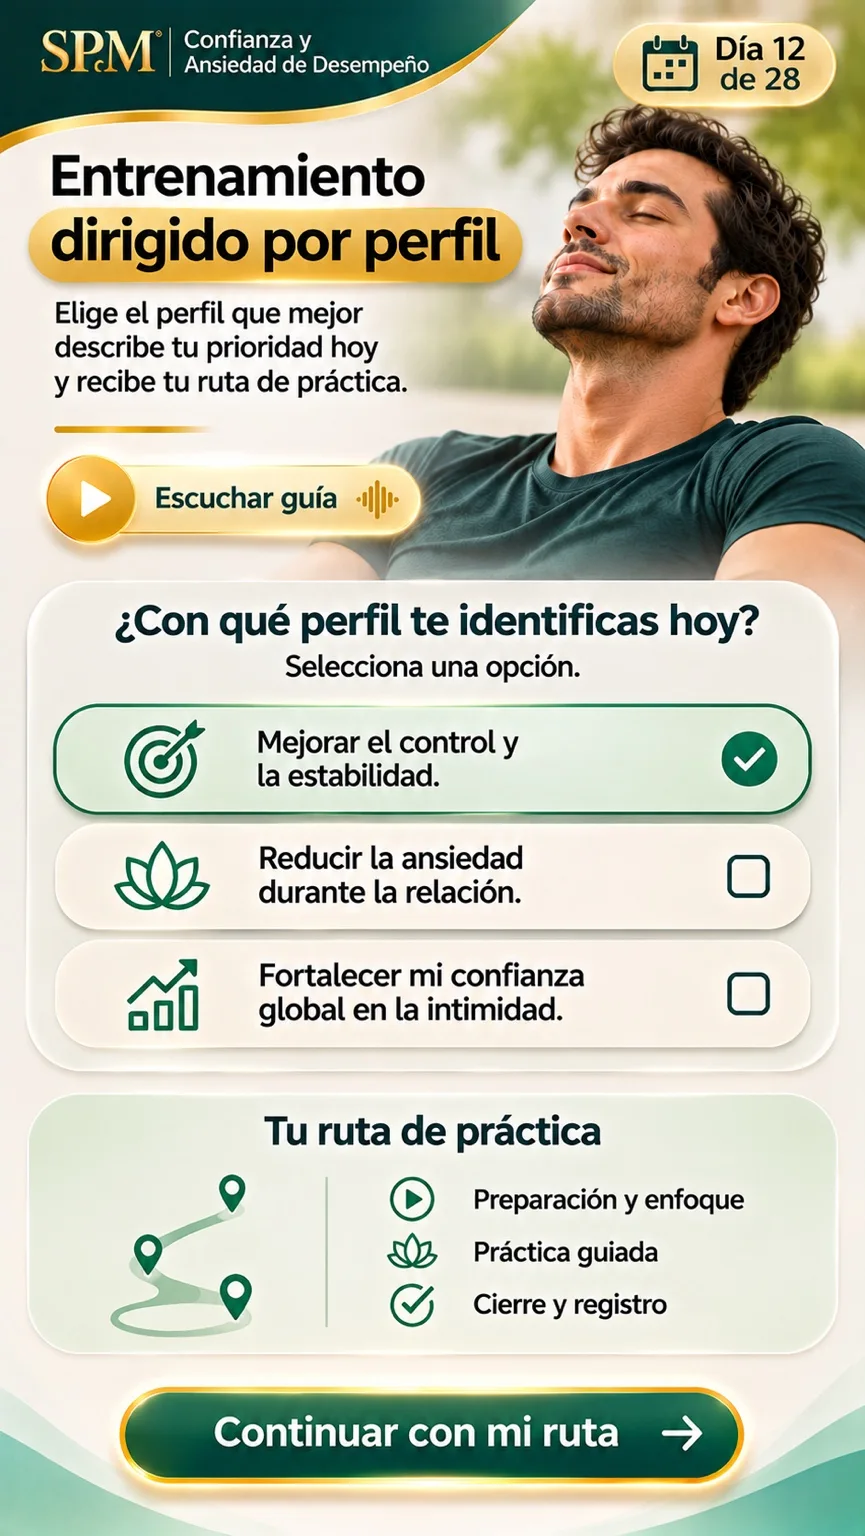 SPM®
Confianza y
Ansiedad de Desempeño
Día 12
de 28
Entrenamiento
dirigido por perfil
Elige el perfil que mejor
describe tu prioridad hoy
y recibe tu ruta de práctica.
Escuchar guía
¿Con qué perfil te identificas hoy?
Selecciona una opción.
Mejorar el control y
la estabilidad.
Reducir la ansiedad
durante la relación.
Fortalecer mi confianza
global en la intimidad.
Tu ruta de práctica
Preparación y enfoque
Práctica guiada
Cierre y registro
Continuar con mi ruta